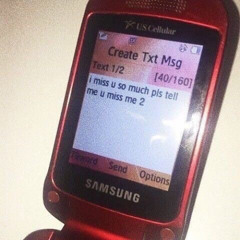 US Cellular
Create Txt Msg
Text 1/2 [40/160]
i miss u so much pls tell
me u miss me 2
Send Options
SAMSUNG